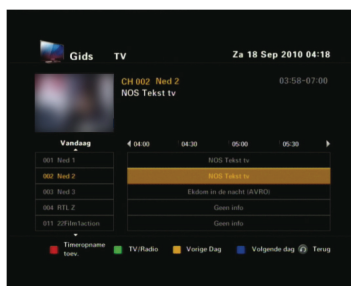 Gids TV Za 18 Sep 2010 04:18
CH 002 Ned 2 03:58-07:00
NOS Tekst tv
Vandaag 04:00 04:30 05:00 05:30
001 Ned 1 NOS Tekst tv
002 Ned 2 NOS Tekst tv
003 Ned 3 Ekdom in de nacht (AVRO)
004 RTL Z Geen info
011 22Film1action Geen info
Timeropname toev. TV/Radio Vorige Dag Volgende dag Terug